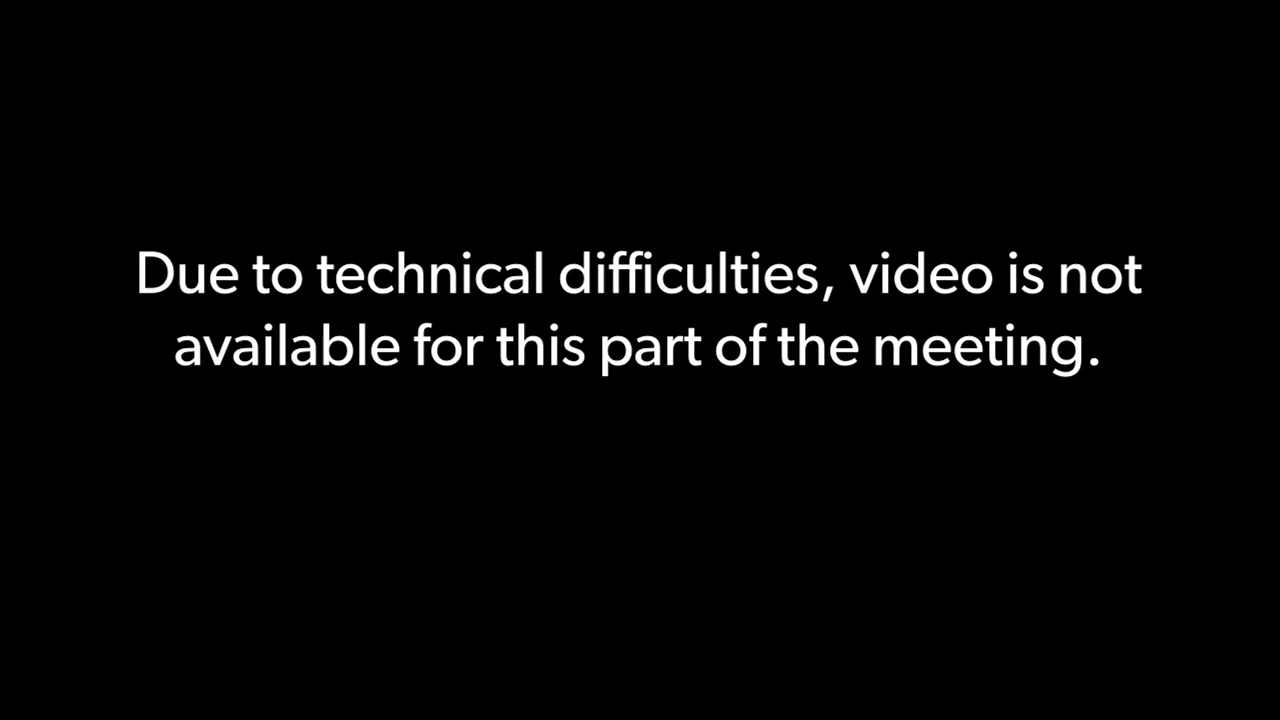 Due to technical difficulties, video is not
available for this part of the meeting.